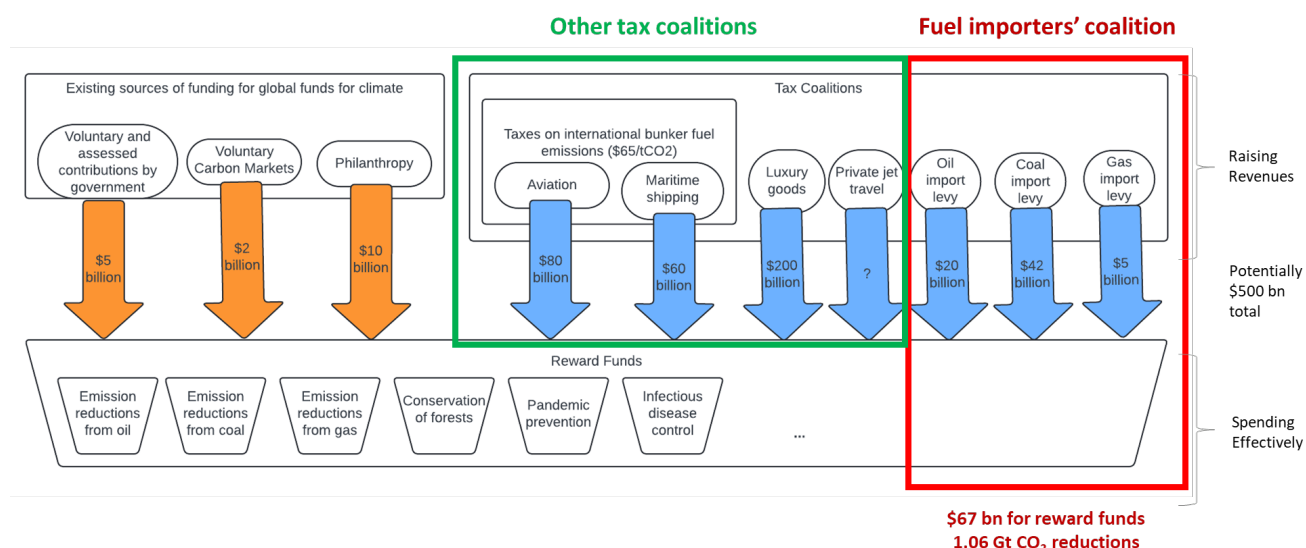 Other tax coalitions
Fuel importers’ coalition
Existing sources of funding for global funds for climate
Voluntary and
assessed
contributions by
government
Voluntary
Carbon Markets
Philanthropy
Tax Coalitions
Taxes on international bunker fuel
emissions ($65/tCO2)
Aviation
Maritime
shipping
Luxury
goods
Private jet
travel
Oil
import
levy
Coal
import
levy
Gas
import
levy
Raising
Revenues
$5
billion
$2
billion
$10
billion
$80
billion
$60
billion
$200
billion
?
$20
billion
$42
billion
$5
billion
Potentially
$500 bn
total
Reward Funds
Emission
reductions
from oil
Emission
reductions
from coal
Emission
reductions
from gas
Conservation
of forests
Pandemic
prevention
Infectious
disease
control
...
Spending
Effectively
$67 bn for reward funds
1.06 Gt CO₂ reductions